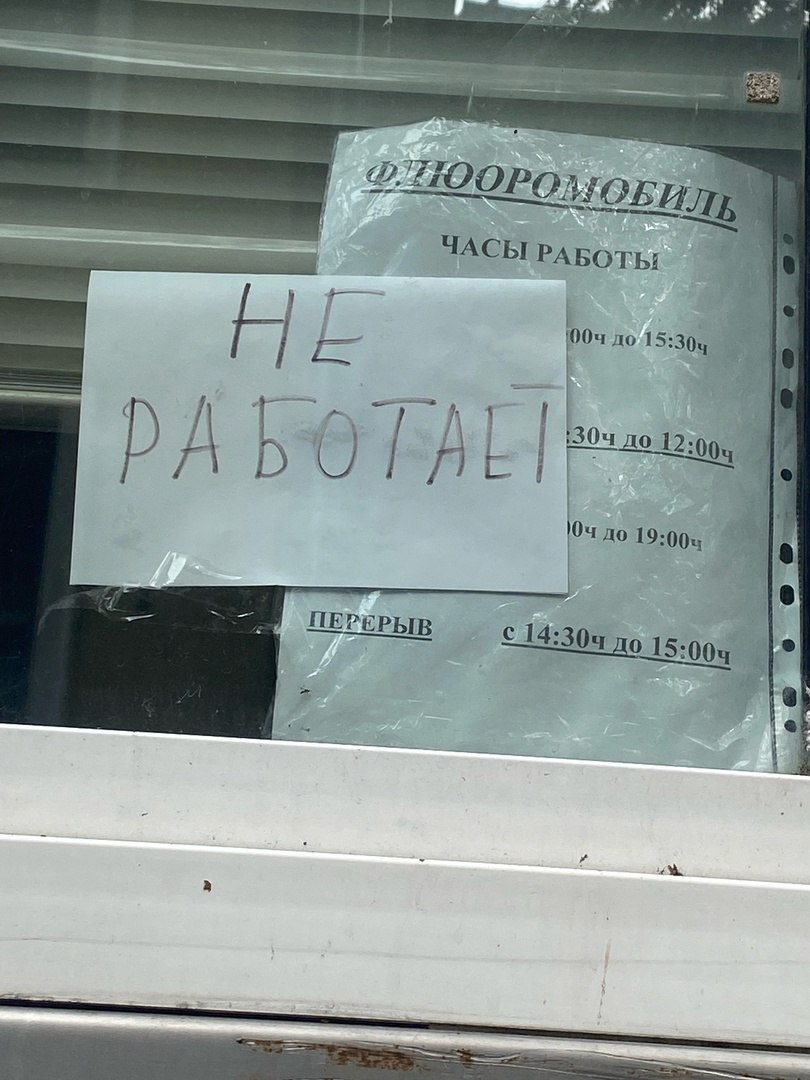 ФЛЮОРОМОБИЛЬ
ЧАСЫ РАБОТЫ
НЕ
РАБОТАЕТ
:00ч до 15:30ч
:30ч до 12:00ч
00ч до 19:00ч
ПЕРЕРЫВ с 14:30ч до 15:00ч